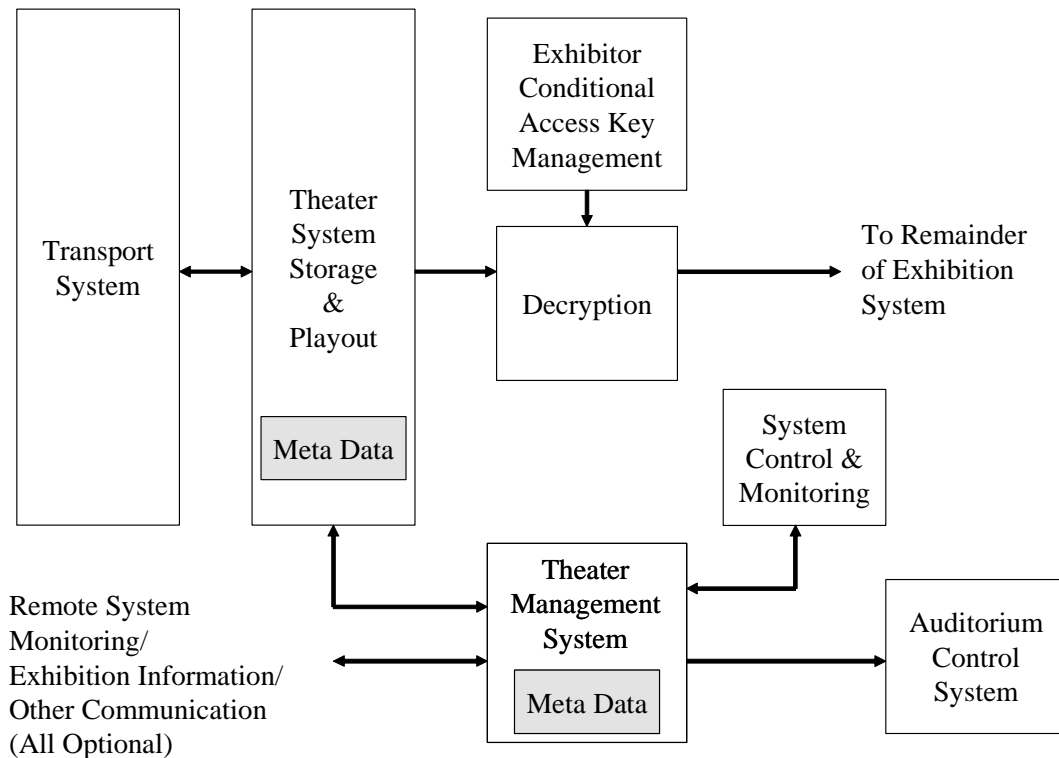 Transport
System
Theater
System
Storage
&
Playout
Meta Data
Exhibitor
Conditional
Access Key
Management
Decryption
To Remainder
of Exhibition
System
System
Control &
Monitoring
Theater
Management
System
Meta Data
Auditorium
Control
System
Remote System
Monitoring/
Exhibition Information/
Other Communication
(All Optional)